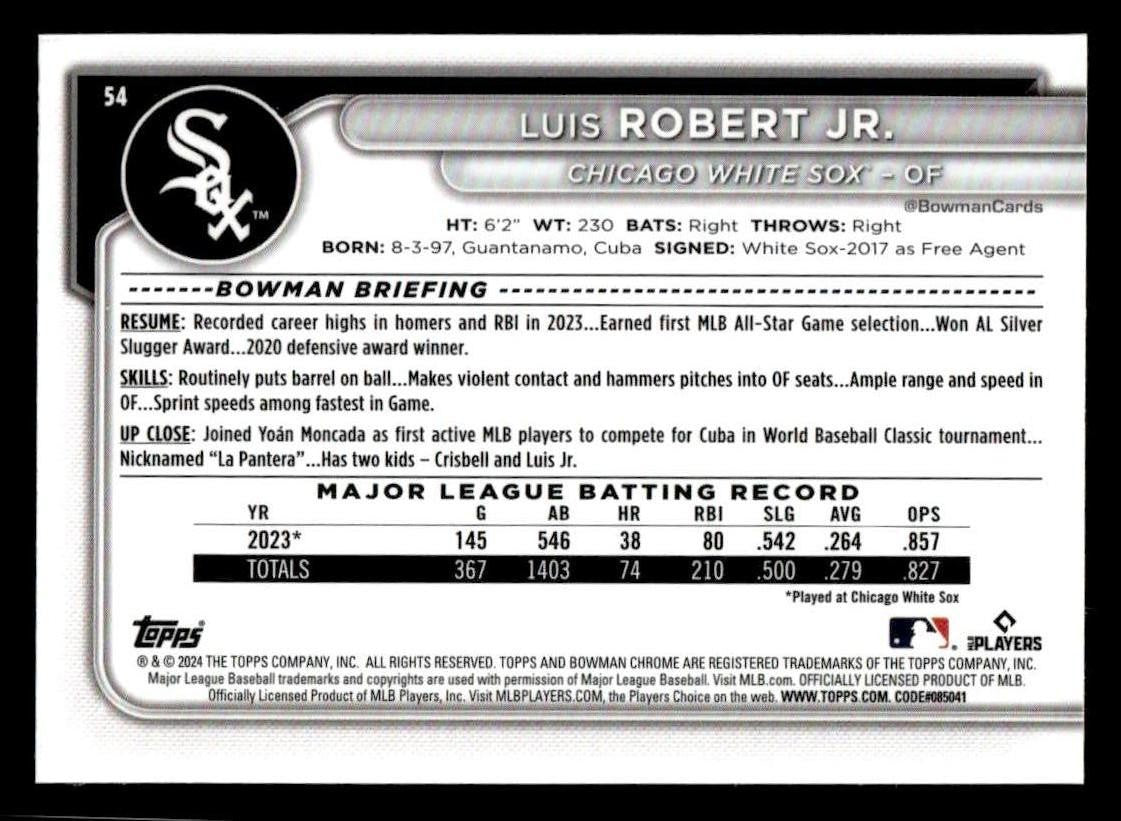 54
Sox™
LUIS ROBERT JR.
CHICAGO WHITE SOX - OF
@BowmanCards
HT: 6'2" WT: 230 BATS: Right THROWS: Right
BORN: 8-3-97, Guantanamo, Cuba SIGNED: White Sox-2017 as Free Agent
BOWMAN BRIEFING
RESUME: Recorded career highs in homers and RBI in 2023...Earned first MLB All-Star Game selection...Won AL Silver
Slugger Award...2020 defensive award winner.
SKILLS: Routinely puts barrel on ball...Makes violent contact and hammers pitches into OF seats...Ample range and speed in
OF...Sprint speeds among fastest in Game.
UP CLOSE: Joined Yoán Moncada as first active MLB players to compete for Cuba in World Baseball Classic tournament...
Nicknamed “La Pantera”...Has two kids – Crisbell and Luis Jr.
MAJOR LEAGUE BATTING RECORD
YR G AB HR RBI SLG AVG OPS
2023* 145 546 38 80 .542 .264 .857
TOTALS 367 1403 74 210 .500 .279 .827
*Played at Chicago White Sox
Topps®
MLB PLAYERS
® & © 2024 THE TOPPS COMPANY, INC. ALL RIGHTS RESERVED. TOPPS AND BOWMAN CHROME ARE REGISTERED TRADEMARKS OF THE TOPPS COMPANY, INC.
Major League Baseball trademarks and copyrights are used with permission of Major League Baseball. Visit MLB.com. OFFICIALLY LICENSED PRODUCT OF MLB.
Officially Licensed Product of MLB Players, Inc. Visit MLBPLAYERS.COM, the Players Choice on the web. WWW.TOPPS.COM. CODE#085041